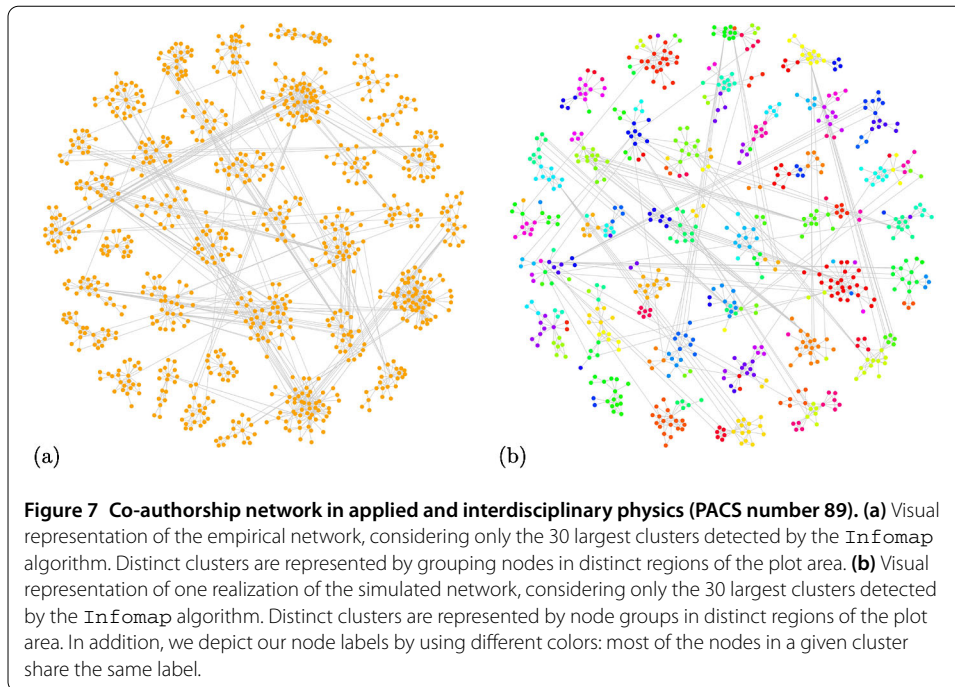 (a)
(b)
Figure 7 Co-authorship network in applied and interdisciplinary physics (PACS number 89). (a) Visual
representation of the empirical network, considering only the 30 largest clusters detected by the Infomap
algorithm. Distinct clusters are represented by grouping nodes in distinct regions of the plot area. (b) Visual
representation of one realization of the simulated network, considering only the 30 largest clusters detected
by the Infomap algorithm. Distinct clusters are represented by node groups in distinct regions of the plot
area. In addition, we depict our node labels by using different colors: most of the nodes in a given cluster
share the same label.